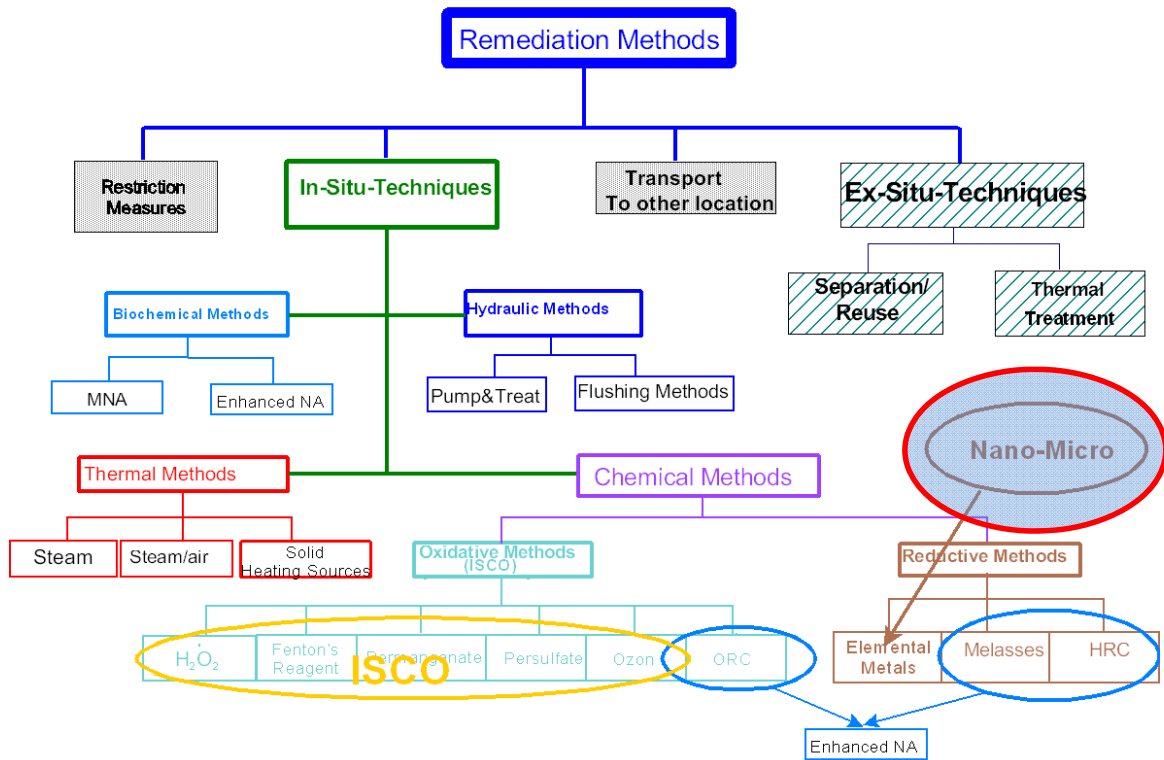 Remediation Methods
Restriction
Measures
In-Situ-Techniques
Transport
To other location
Ex-Situ-Techniques
Separation/
Reuse
Thermal
Treatment
Biochemical Methods
Hydraulic Methods
MNA
Enhanced NA
Pump&Treat
Flushing Methods
Nano-Micro
Thermal Methods
Chemical Methods
Steam
Steam/air
Solid
Heating Sources
Oxidative Methods
(ISCO)
Reductive Methods
H₂O₂
Fenton's
Reagent
Permanganate
Persulfate
Ozon
ORC
ISCO
Elemental
Metals
Melasses
HRC
Enhanced NA